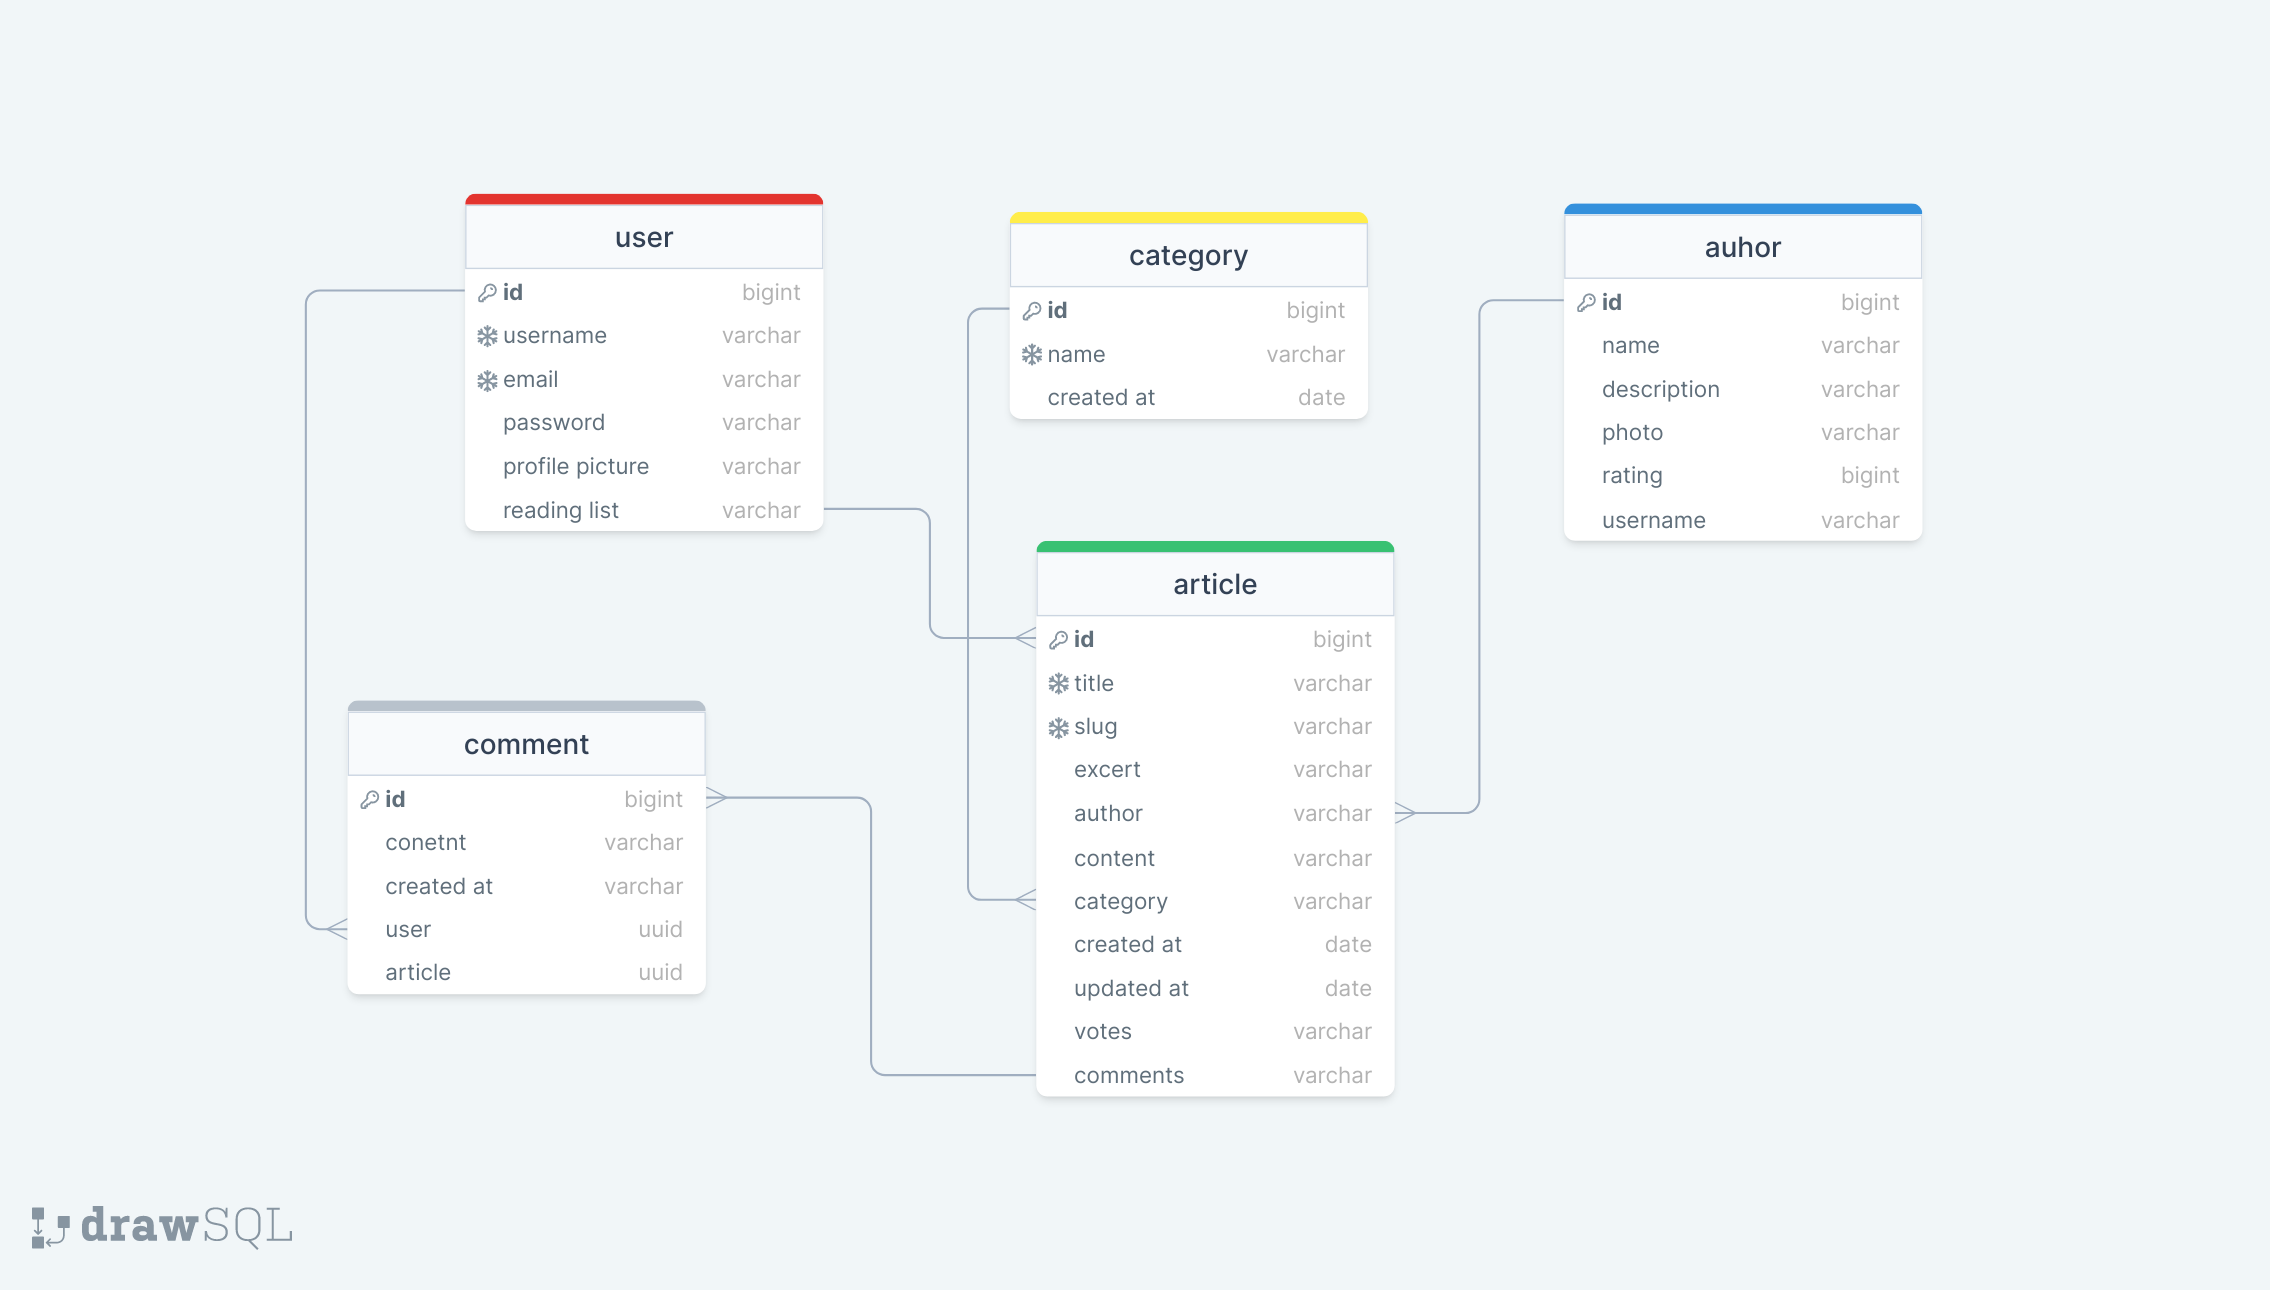 user
id bigint
username varchar
email varchar
password varchar
profile picture varchar
reading list varchar
category
id bigint
name varchar
created at date
auhor
id bigint
name varchar
description varchar
photo varchar
rating bigint
username varchar
article
id bigint
title varchar
slug varchar
excert varchar
author varchar
content varchar
category varchar
created at date
updated at date
votes varchar
comments varchar
comment
id bigint
conetnt varchar
created at varchar
user uuid
article uuid
drawSQL